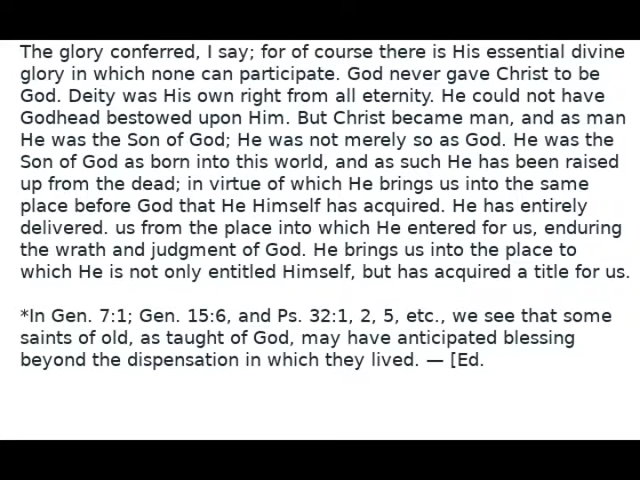 The glory conferred, I say; for of course there is His essential divine
glory in which none can participate. God never gave Christ to be
God. Deity was His own right from all eternity. He could not have
Godhead bestowed upon Him. But Christ became man, and as man
He was the Son of God; He was not merely so as God. He was the
Son of God as born into this world, and as such He has been raised
up from the dead; in virtue of which He brings us into the same
place before God that He Himself has acquired. He has entirely
delivered. us from the place into which He entered for us, enduring
the wrath and judgment of God. He brings us into the place to
which He is not only entitled Himself, but has acquired a title for us.

*In Gen. 7:1; Gen. 15:6, and Ps. 32:1, 2, 5, etc., we see that some
saints of old, as taught of God, may have anticipated blessing
beyond the dispensation in which they lived. — [Ed.